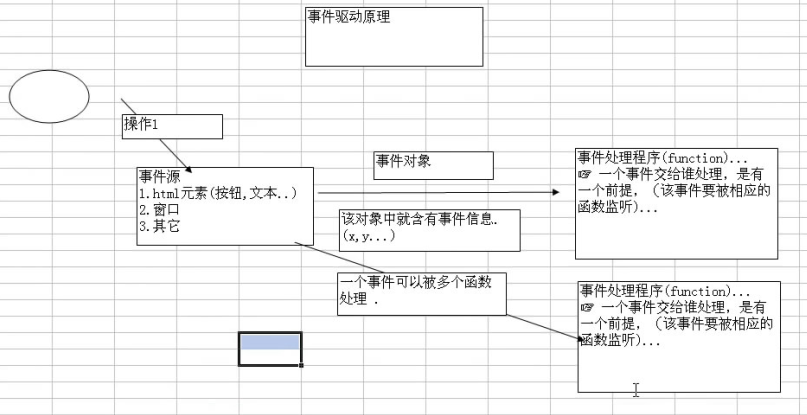 事件驱动原理
操作1
事件源
1.html元素(按钮,文本..)
2.窗口
3.其它
事件对象
该对象中就含有事件信息.
(x,y...)
一个事件可以被多个函数
处理 .
事件处理程序(function)...
☞ 一个事件交给谁处理，是有
一个前提，（该事件要被相应的
函数监听)...
事件处理程序(function)...
☞ 一个事件交给谁处理，是有
一个前提，（该事件要被相应的
函数监听)...